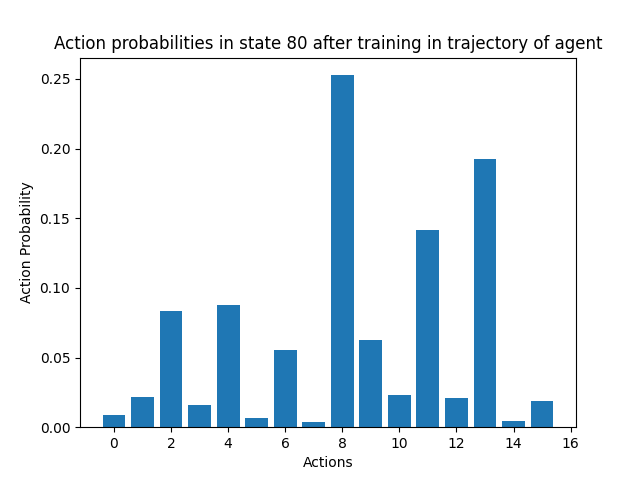 Action probabilities in state 80 after training in trajectory of agent
0.25
0.20
0.15
0.10
0.05
0.00
Action Probability
0 2 4 6 8 10 12 14 16
Actions